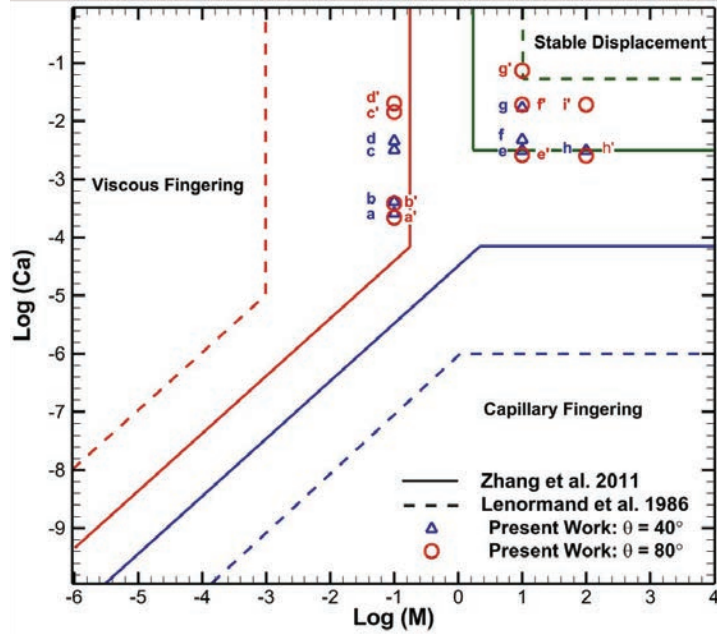 -1
-2
-3
-4
-5
-6
-7
-8
-9
Log (Ca)
-6 -5 -4 -3 -2 -1 0 1 2 3 4
Log (M)
Stable Displacement
Viscous Fingering
Capillary Fingering
g'
g f' i'
f
e e' h h'
d'
c'
d
c
b b'
a a'
Zhang et al. 2011
Lenormand et al. 1986
Present Work: θ = 40°
Present Work: θ = 80°